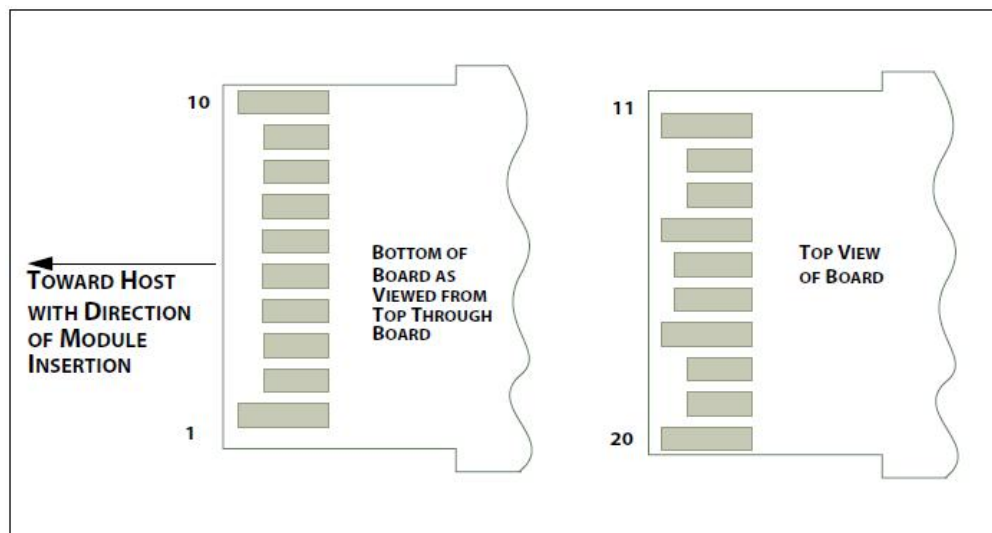 10
1
TOWARD HOST
WITH DIRECTION
OF MODULE
INSERTION
BOTTOM OF
BOARD AS
VIEWED FROM
TOP THROUGH
BOARD
11
20
TOP VIEW
OF BOARD